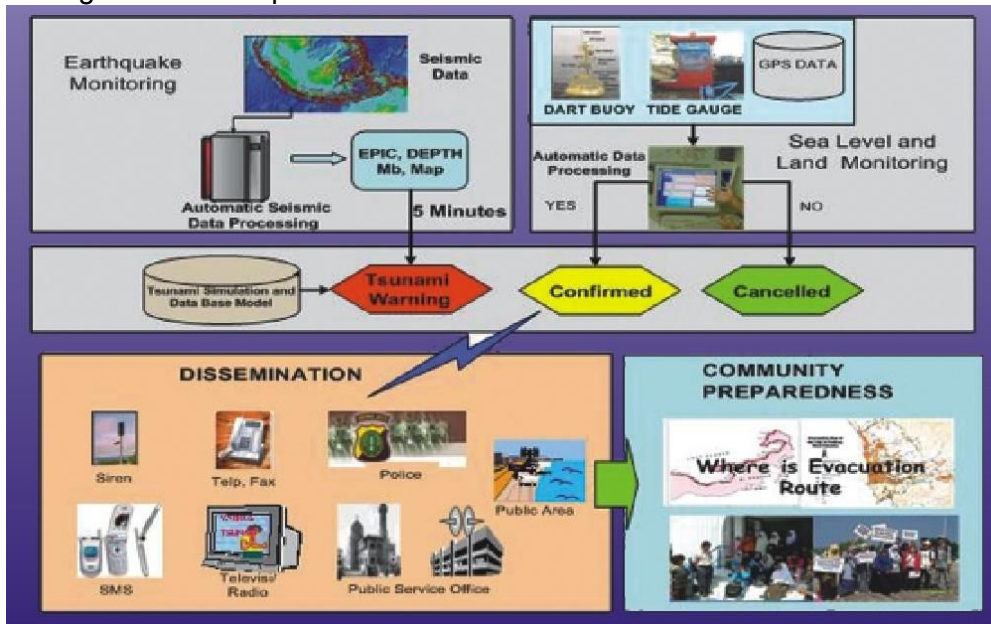 Earthquake
Monitoring
Seismic
Data
EPIC, DEPTH
Mb, Map
Automatic Seismic
Data Processing
5 Minutes
DART BUOY
TIDE GAUGE
GPS DATA
Automatic Data
Processing
Sea Level and
Land Monitoring
YES
NO
Tsunami Simulation and
Data Base Model
Tsunami
Warning
Confirmed
Cancelled
DISSEMINATION
Siren
Telp, Fax
Police
Public Area
SMS
Televisi/
Radio
Public Service Office
COMMUNITY
PREPAREDNESS
Where is Evacuation
Route